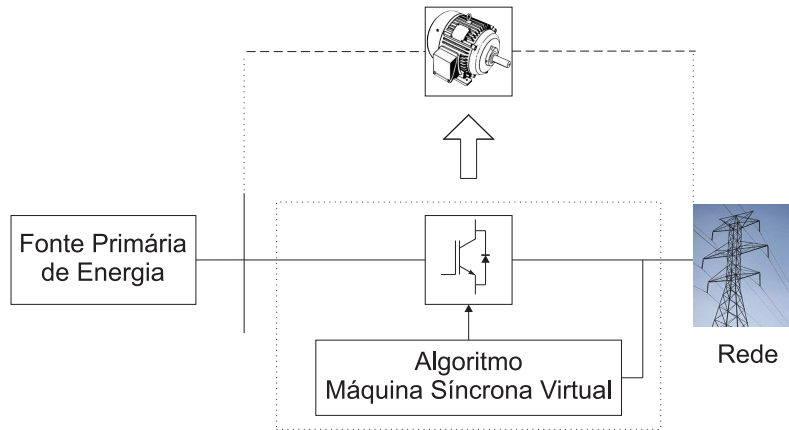 Fonte Primária
de Energia
Algoritmo
Máquina Síncrona Virtual
Rede